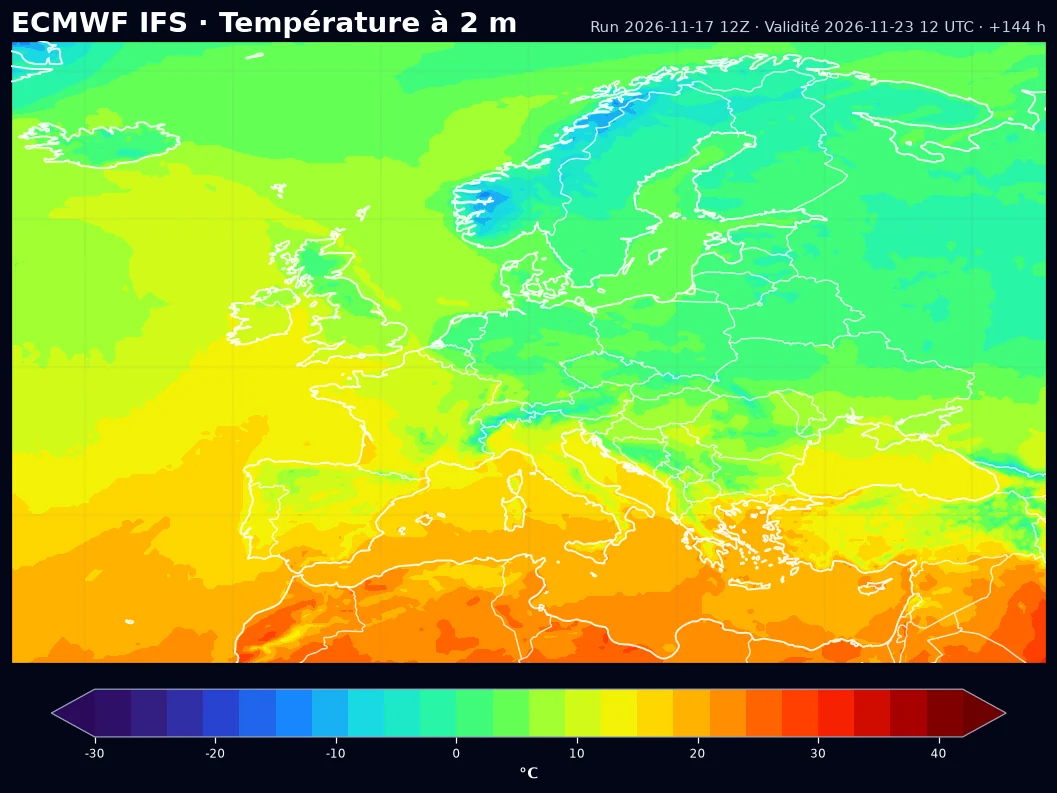 ECMWF IFS · Température à 2 m
Run 2026-11-17 12Z · Validité 2026-11-23 12 UTC · +144 h
-30 -20 -10 0 10 20 30 40
°C